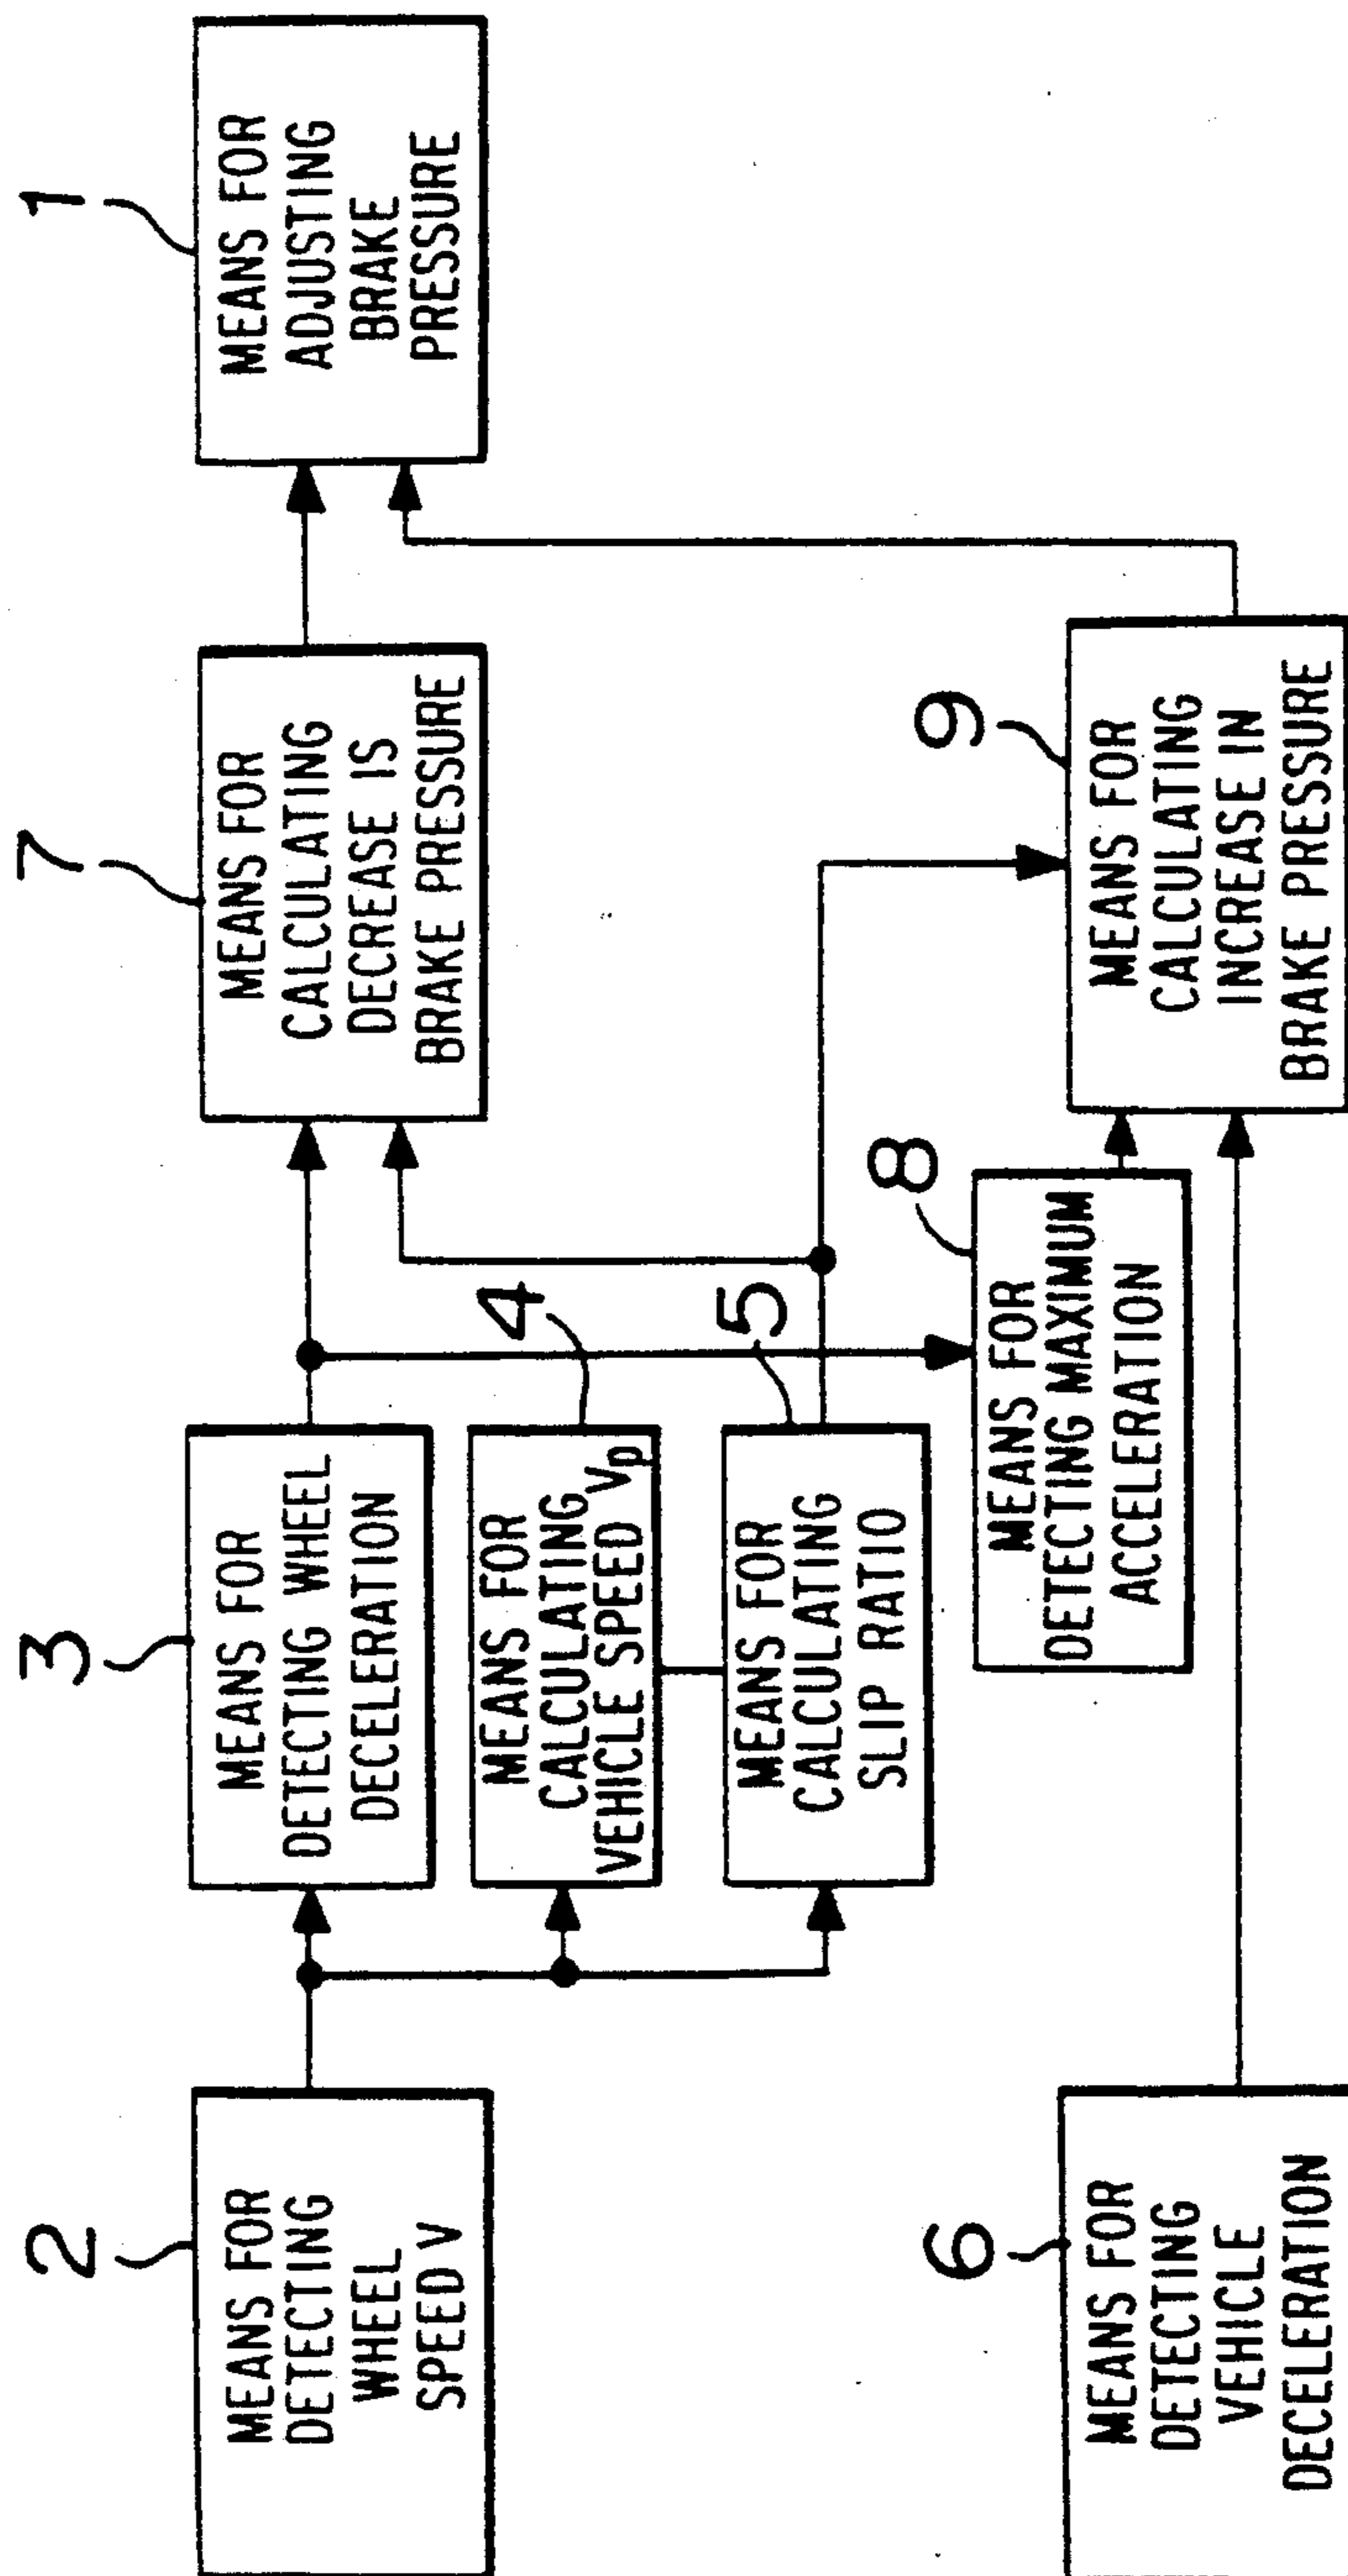 2
MEANS FOR
DETECTING
WHEEL
SPEED V
3
MEANS FOR
DETECTING WHEEL
DECELERATION
4
MEANS FOR
CALCULATING
VEHICLE SPEED Vp
5
MEANS FOR
CALCULATING
SLIP RATIO
7
MEANS FOR
CALCULATING
DECREASE IS
BRAKE PRESSURE
1
MEANS FOR
ADJUSTING
BRAKE
PRESSURE
6
MEANS FOR
DETECTING
VEHICLE
DECELERATION
8
MEANS FOR
DETECTING MAXIMUM
ACCELERATION
9
MEANS FOR
CALCULATING
INCREASE IN
BRAKE PRESSURE